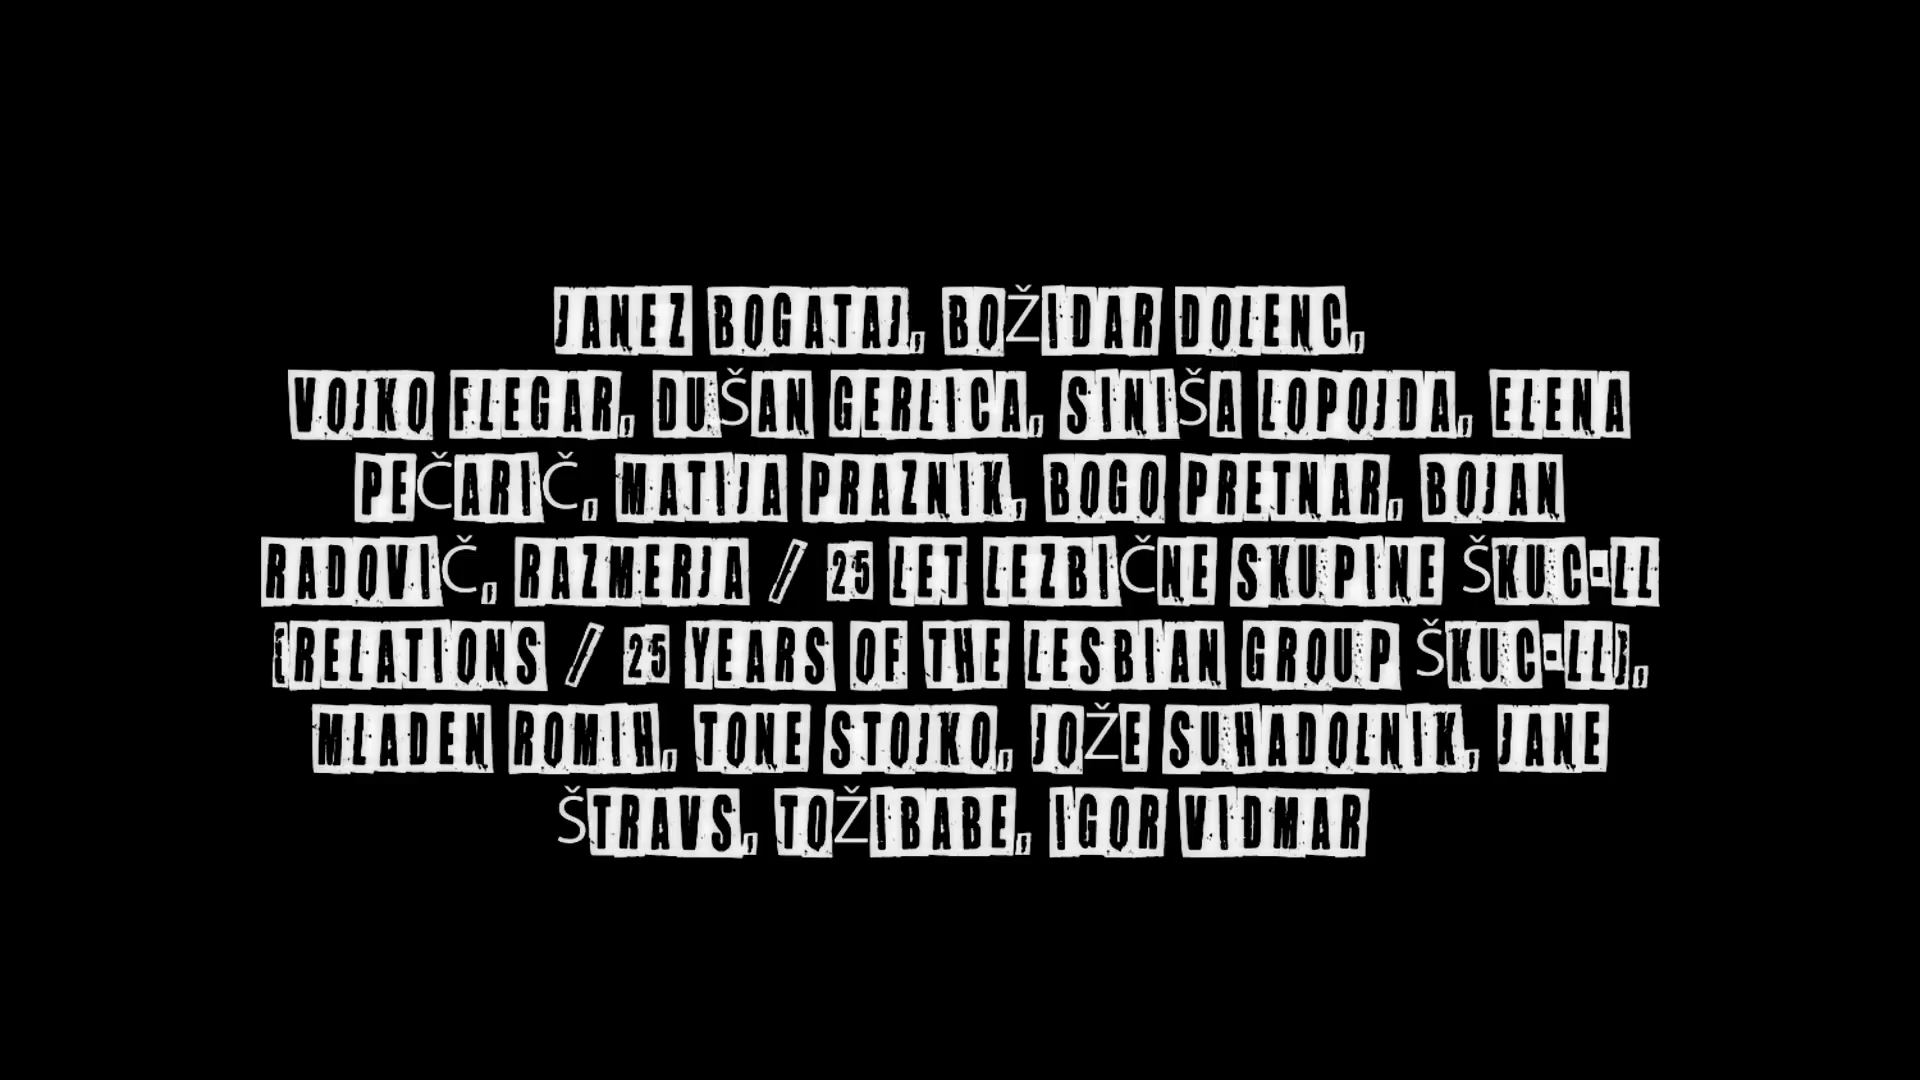 JANEZ BOGATAJ, BOŽIDAR DOLENC,
VOJKO FLEGAR, DUŠAN GERLICA, SINIŠA LOPOJDA, ELENA
PEČARIČ, MATIJA PRAZNIK, BOGO PRETNAR, BOJAN
RADOVIČ, RAZMERJA / 25 LET LEZBIČNE SKUPINE ŠKUC-LL
(RELATIONS / 25 YEARS OF THE LESBIAN GROUP ŠKUC-LL),
MLADEN ROMIH, TONE STOJKO, JOŽE SUHADOLNIK, JANE
ŠTRAVS, TOŽIBABE, IGOR VIDMAR